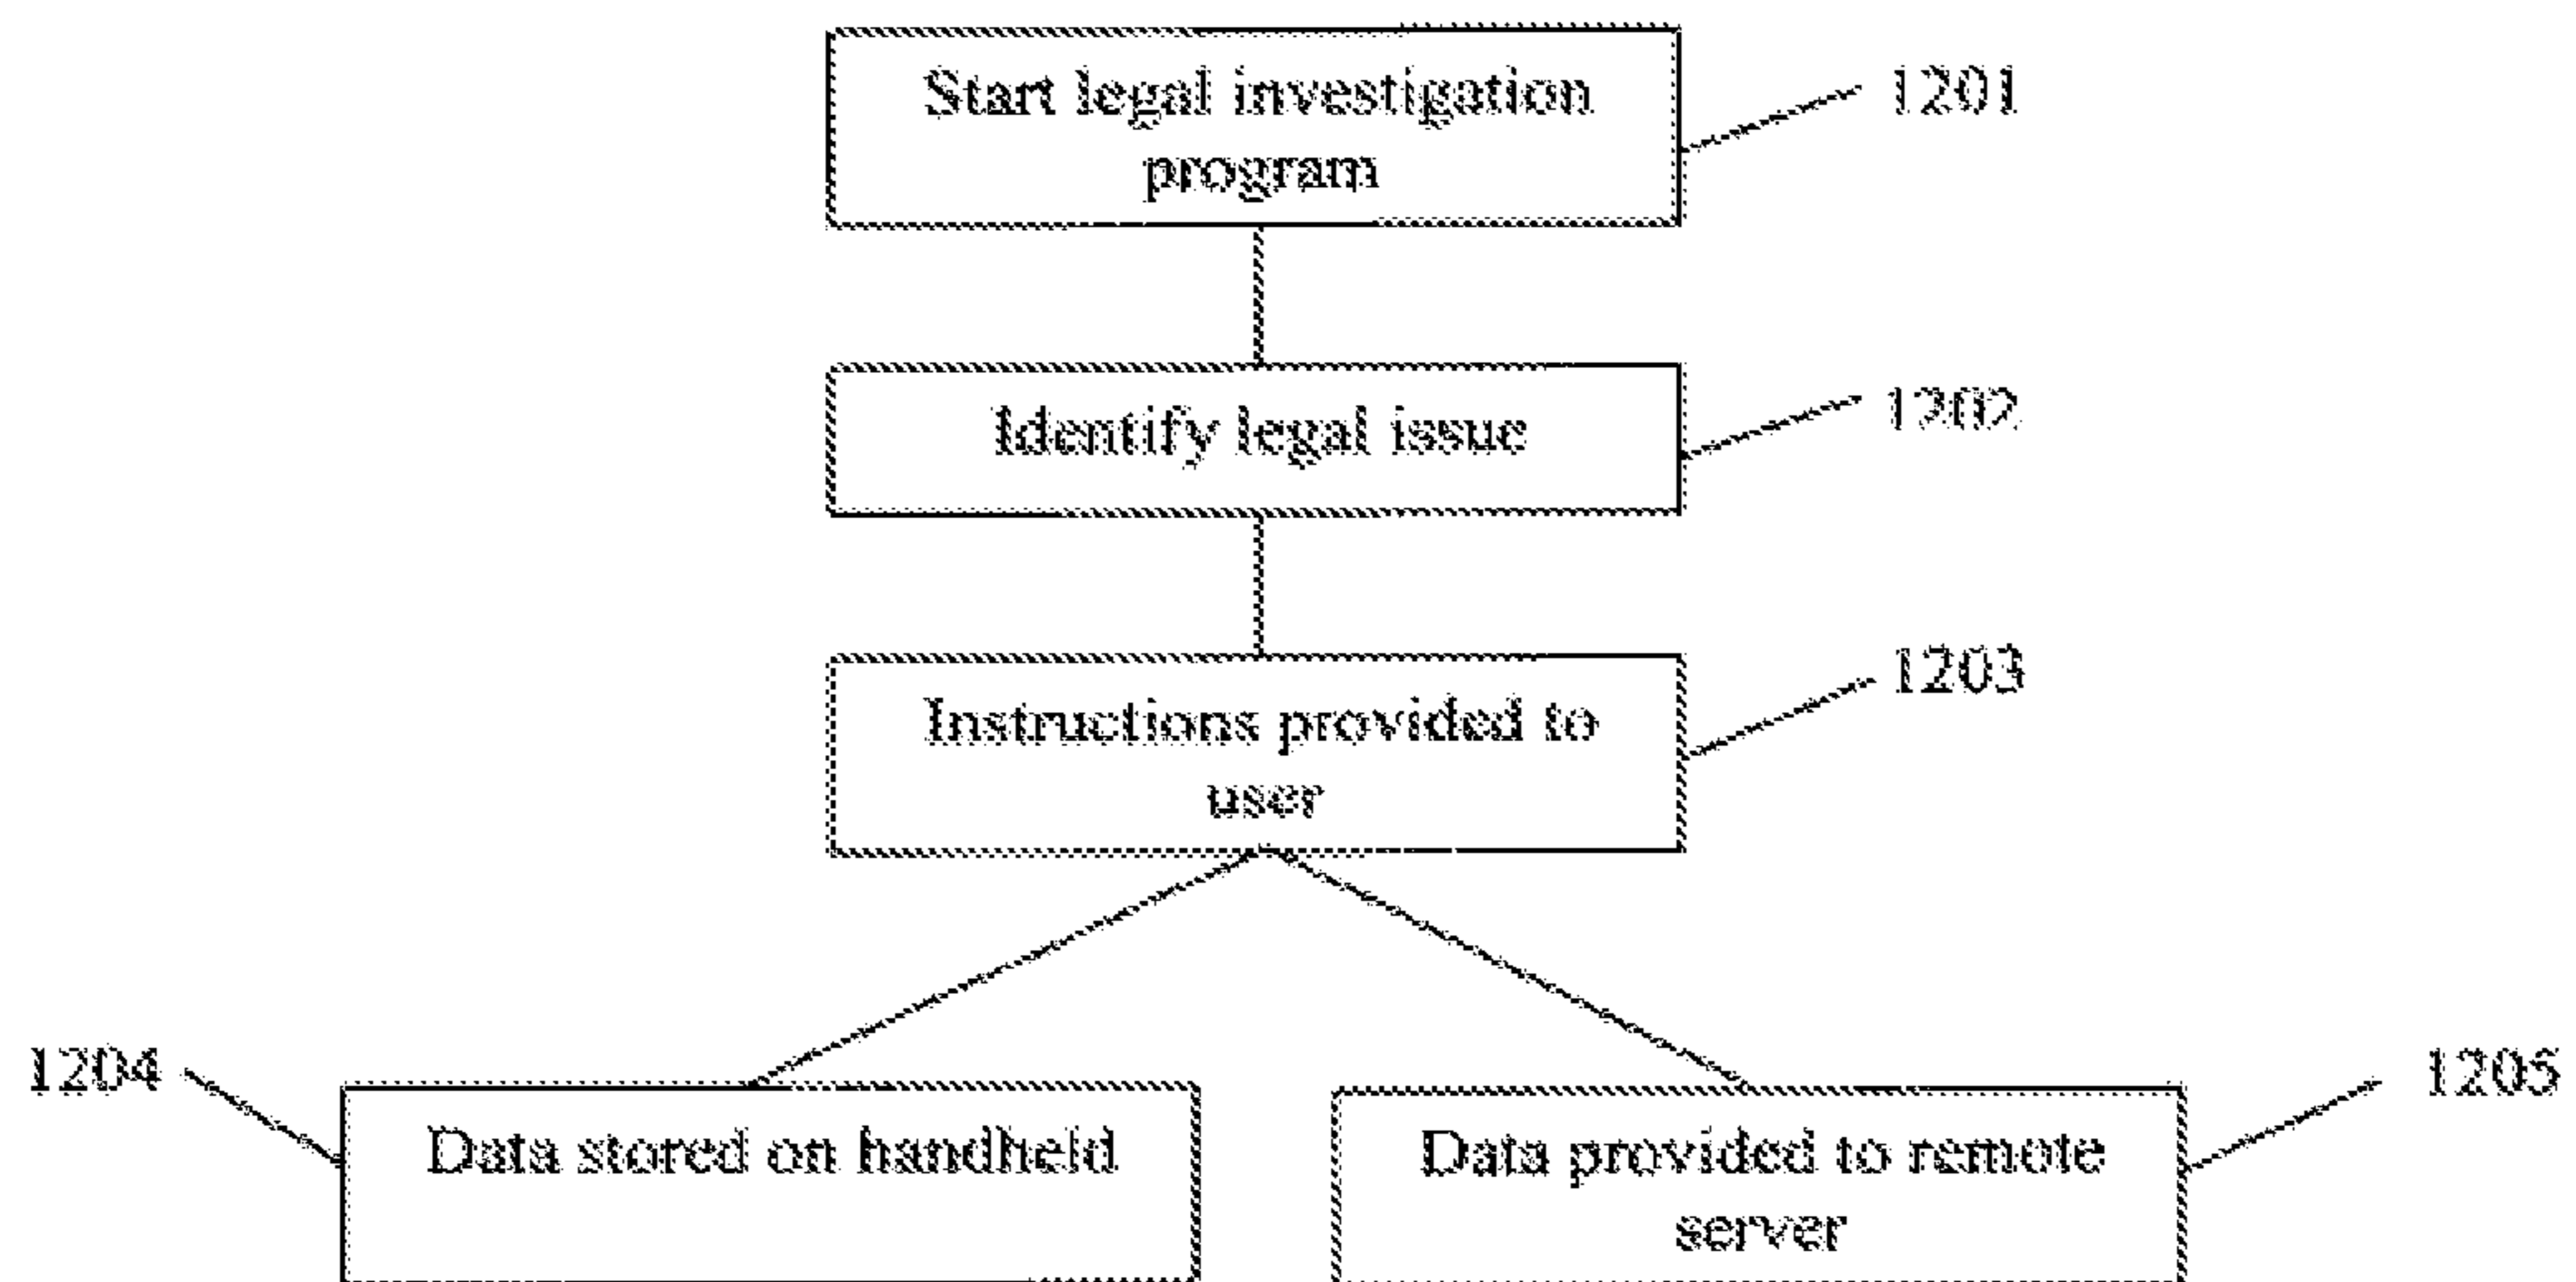 Start legal investigation
program
1201
Identify legal issue
1202
Instructions provided to
user
1203
1204
Data stored on handheld
Data provided to remote
server
1205